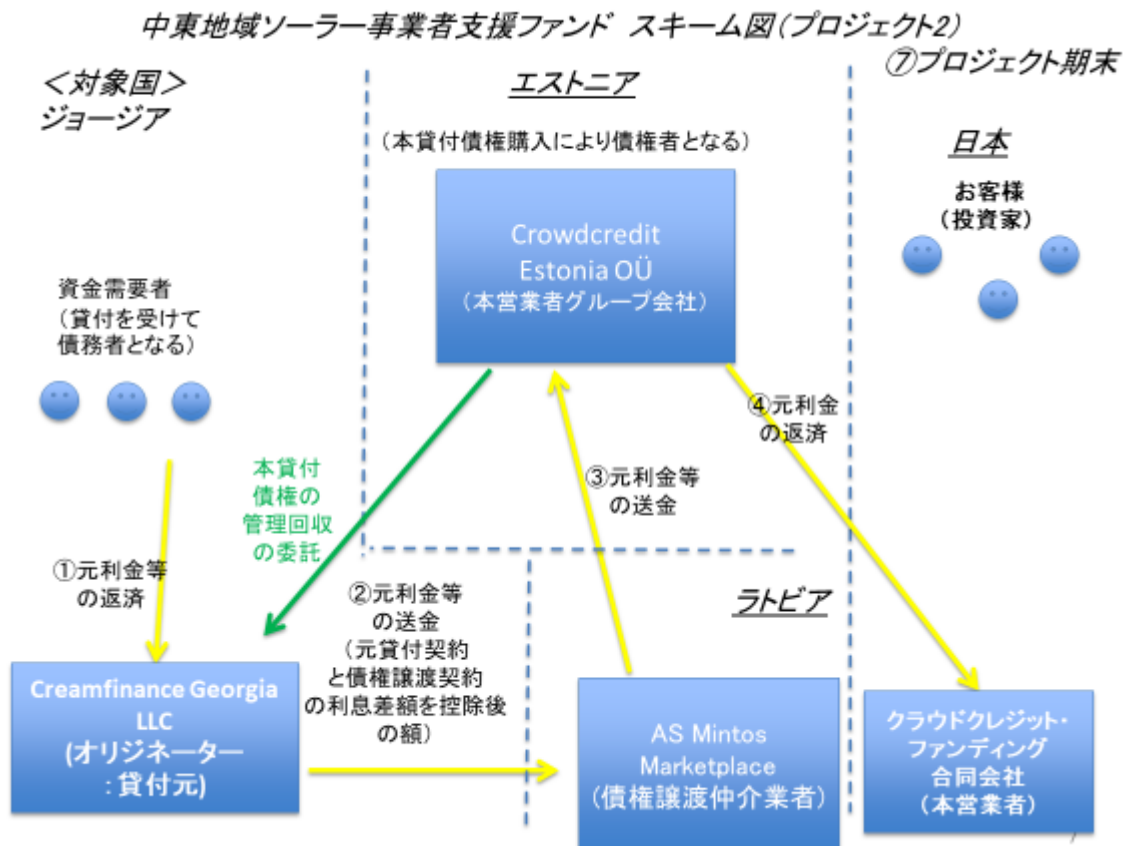 中東地域ソーラー事業者支援ファンド　スキーム図(プロジェクト2)
＜対象国＞
ジョージア
エストニア
⑦プロジェクト期末
(本貸付債権購入により債権者となる)
日本
お客様
(投資家)
Crowdcredit
Estonia OÜ
(本営業者グループ会社)
資金需要者
(貸付を受けて
債務者となる)
④元利金
の返済
本貸付
債権の
管理回収
の委託
③元利金等
の送金
①元利金等
の返済
②元利金等
の送金
(元貸付契約
と債権譲渡契約
の利息差額を控除後
の額)
ラトビア
Creamfinance Georgia
LLC
(オリジネーター
:貸付元)
AS Mintos
Marketplace
(債権譲渡仲介業者)
クラウドクレジット・
ファンディング
合同会社
(本営業者)